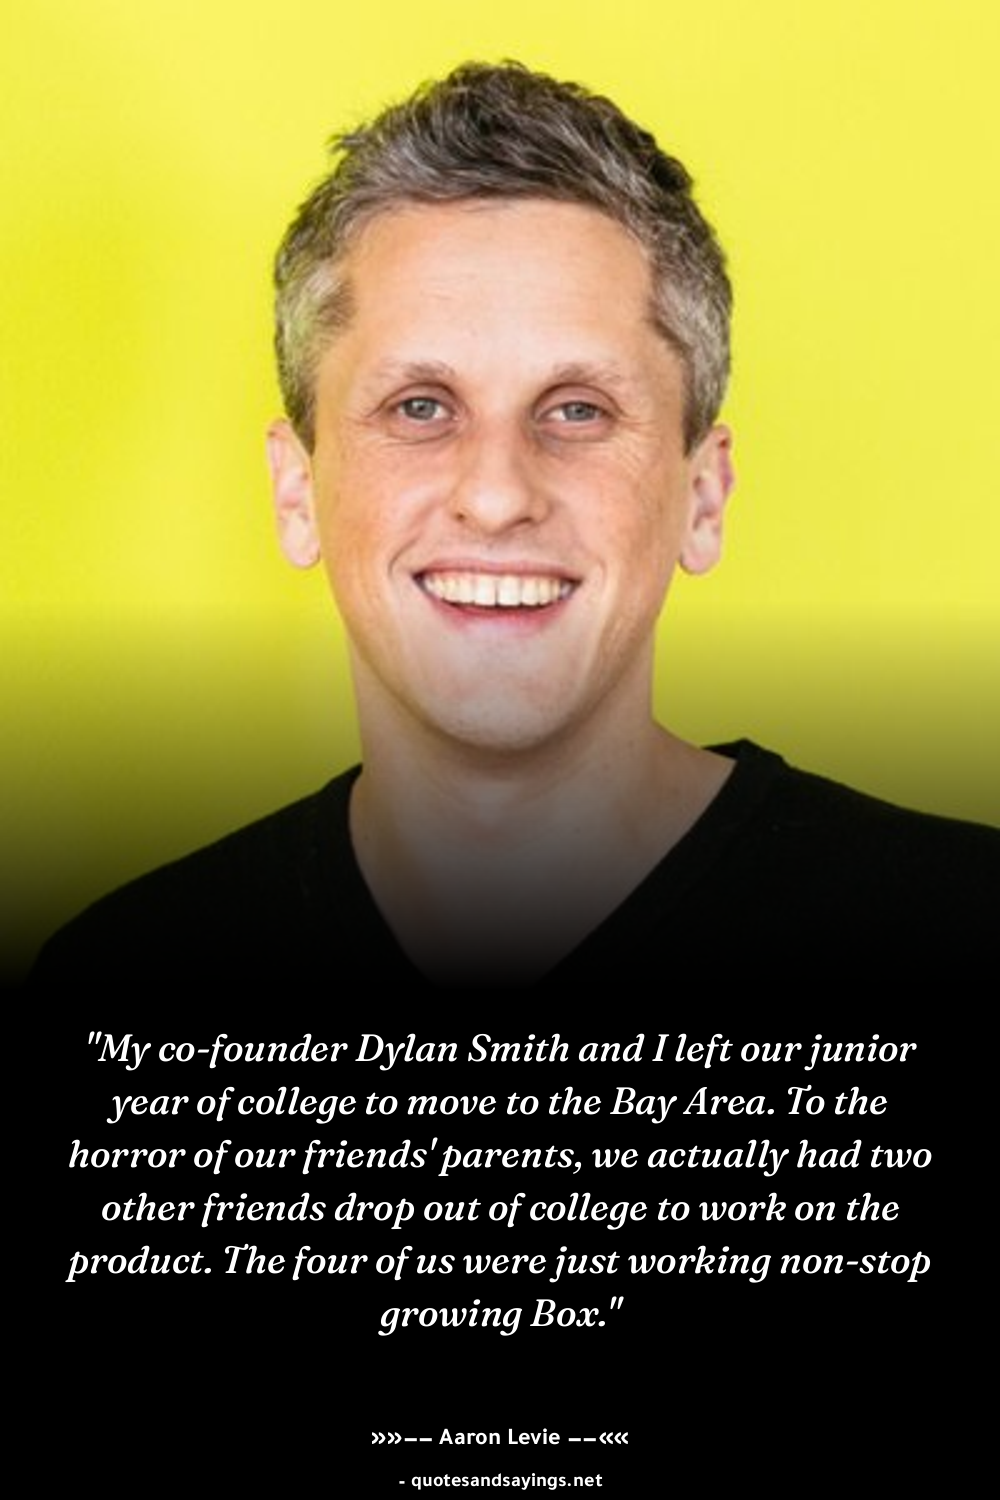 "My co-founder Dylan Smith and I left our junior
year of college to move to the Bay Area. To the
horror of our friends' parents, we actually had two
other friends drop out of college to work on the
product. The four of us were just working non-stop
growing Box."
»»–– Aaron Levie ––««
- quotesandsayings.net